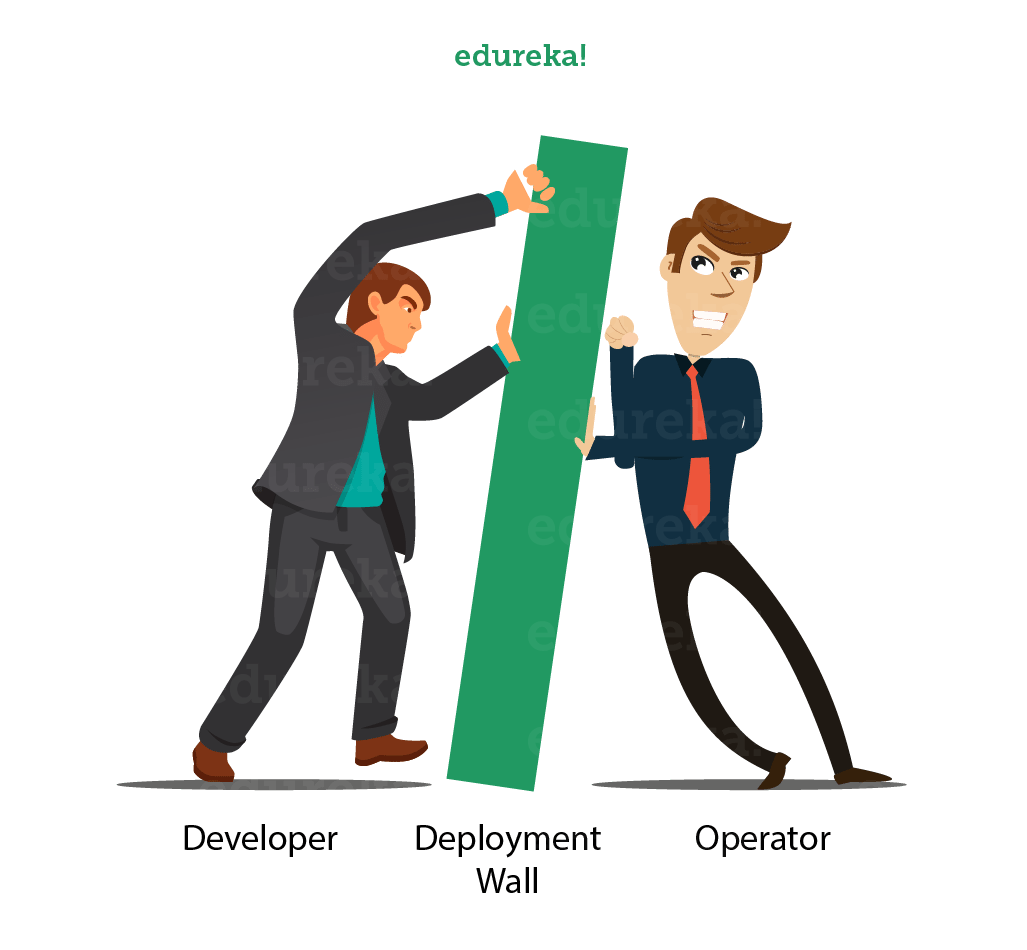 edureka!
Developer
Deployment
Wall
Operator